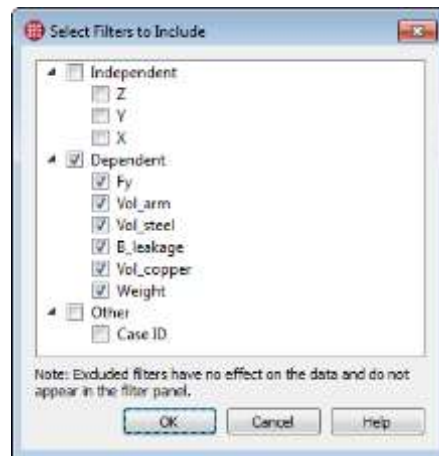 Select Filters to Include
Independent
Z
Y
X
Dependent
Fy
Vol_arm
Vol_steel
B_leakage
Vol_copper
Weight
Other
Case ID
Note: Excluded filters have no effect on the data and do not
appear in the filter panel.
OK Cancel Help